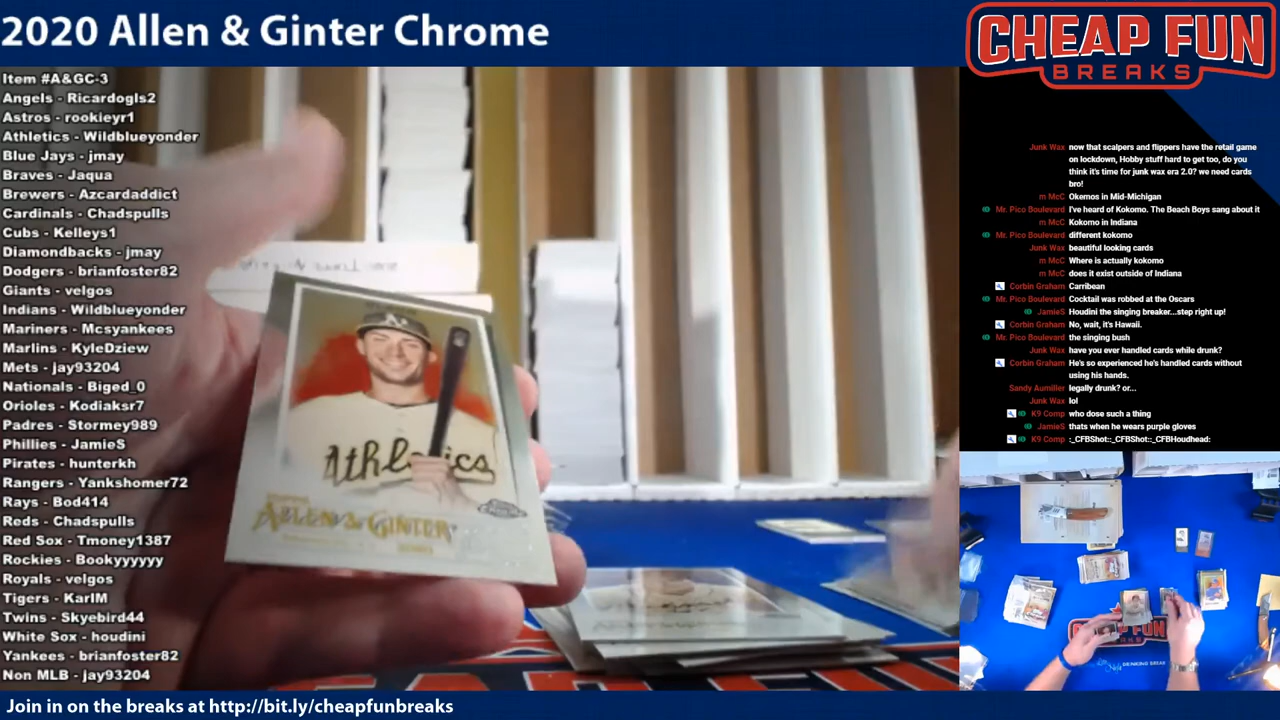 2020 Allen & Ginter Chrome
CHEAP FUN
BREAKS
Item #A&GC-3
Angels - Ricardogls2
Astros - rookieyr1
Athletics - Wildblueyonder
Blue Jays - jmay
Braves - Jaqua
Brewers - Azcardaddict
Cardinals - Chadspulls
Cubs - Kelleys1
Diamondbacks - jmay
Dodgers - brianfoster82
Giants - velgos
Indians - Wildblueyonder
Mariners - Mcsyankees
Marlins - KyleDziew
Mets - jay93204
Nationals - Biged_0
Orioles - Kodiaksr7
Padres - Stormey989
Phillies - JamieS
Pirates - hunterkh
Rangers - Yankshomer72
Rays - Bod414
Reds - Chadspulls
Red Sox - Tmoney1387
Rockies - Bookyyyyy
Royals - velgos
Tigers - KarlM
Twins - Skyebird44
White Sox - houdini
Yankees - brianfoster82
Non MLB - jay93204
Athletics
ALLEN & GINTER
Junk Wax now that scalpers and flippers have the retail game
on lockdown, Hobby stuff hard to get too, do you
think it's time for junk wax era 2.0? we need cards
bro!
m McC Okemos in Mid-Michigan
Mr. Pico Boulevard I've heard of Kokomo. The Beach Boys sang about it
m McC Kokomo in Indiana
Mr. Pico Boulevard different kokomo
Junk Wax beautiful looking cards
m McC Where is actually kokomo
m McC does it exist outside of Indiana
Corbin Graham Carribean
Mr. Pico Boulevard Cocktail was robbed at the Oscars
JamieS Houdini the singing breaker...step right up!
Corbin Graham No, wait, it's Hawaii.
Mr. Pico Boulevard the singing bush
Junk Wax have you ever handled cards while drunk?
Corbin Graham He's so experienced he's handled cards without
using his hands.
Sandy Aumiller legally drunk? or...
Junk Wax lol
K9 Comp who dose such a thing
JamieS thats when he wears purple gloves
K9 Comp :_CFBShot::_CFBShot::_CFBHoudhead:
CHEAP FUN
DRINKING BREAK
Join in on the breaks at http://bit.ly/cheapfunbreaks